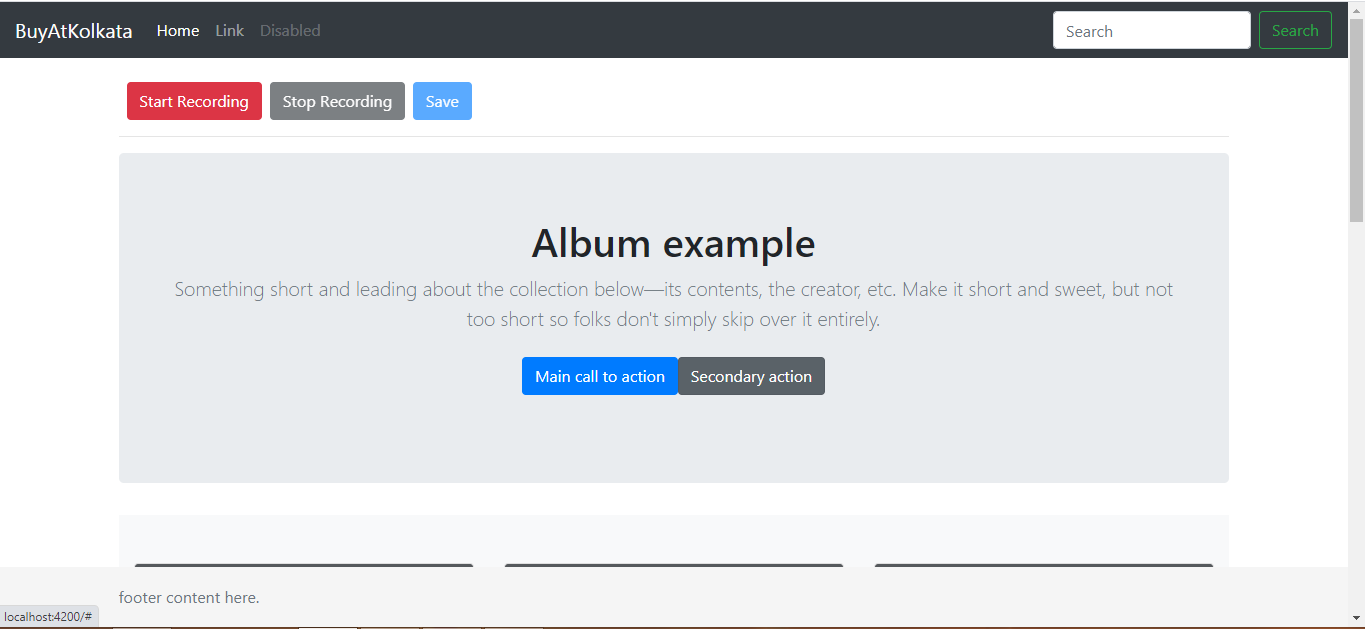 BuyAtKolkata Home Link Disabled Search Search
Start Recording Stop Recording Save
Album example
Something short and leading about the collection below—its contents, the creator, etc. Make it short and sweet, but not
too short so folks don't simply skip over it entirely.
Main call to action Secondary action
footer content here.
localhost:4200/#